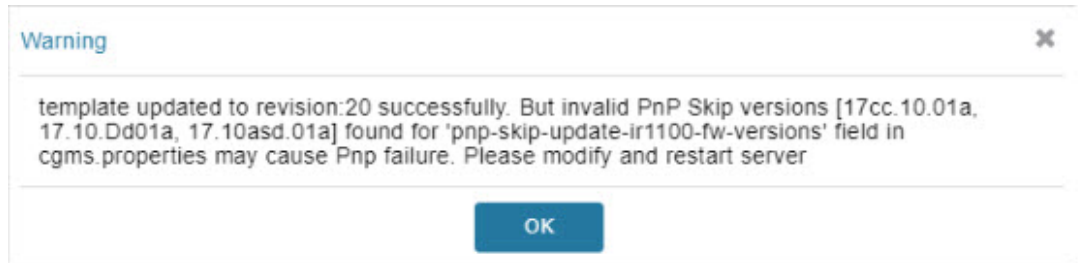 Warning
template updated to revision:20 successfully. But invalid PnP Skip versions [17cc.10.01a,
17.10.Dd01a, 17.10asd.01a] found for 'pnp-skip-update-ir1100-fw-versions' field in
cgms.properties may cause Pnp failure. Please modify and restart server
OK